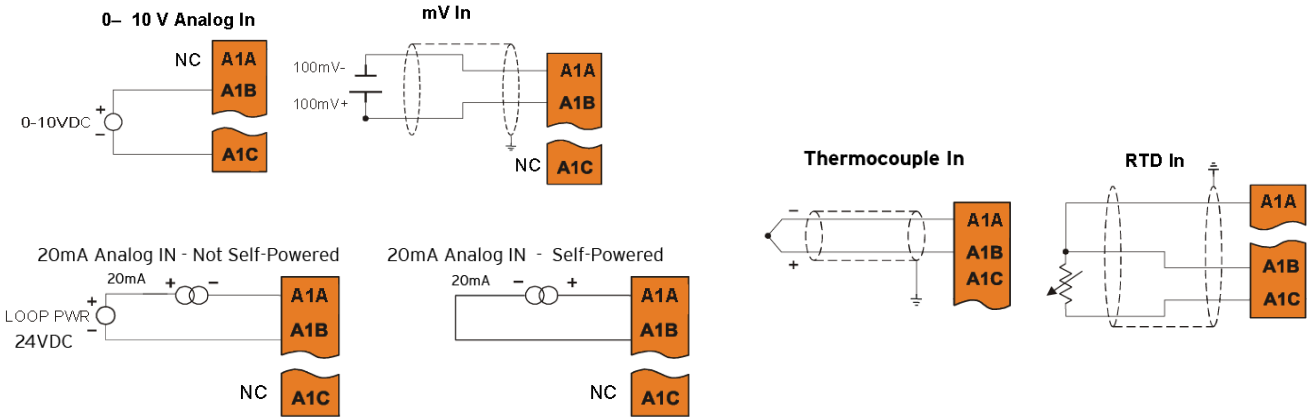 0– 10 V Analog In
NC
A1A
A1B
0-10VDC
+
–
A1C
mV In
100mV-
100mV+
A1A
A1B
NC
A1C
Thermocouple In
–
+
A1A
A1B
A1C
RTD In
A1A
A1B
A1C
20mA Analog IN - Not Self-Powered
20mA
+ –
+
LOOP PWR
–
24VDC
A1A
A1B
NC
A1C
20mA Analog IN - Self-Powered
20mA
– +
A1A
A1B
NC
A1C